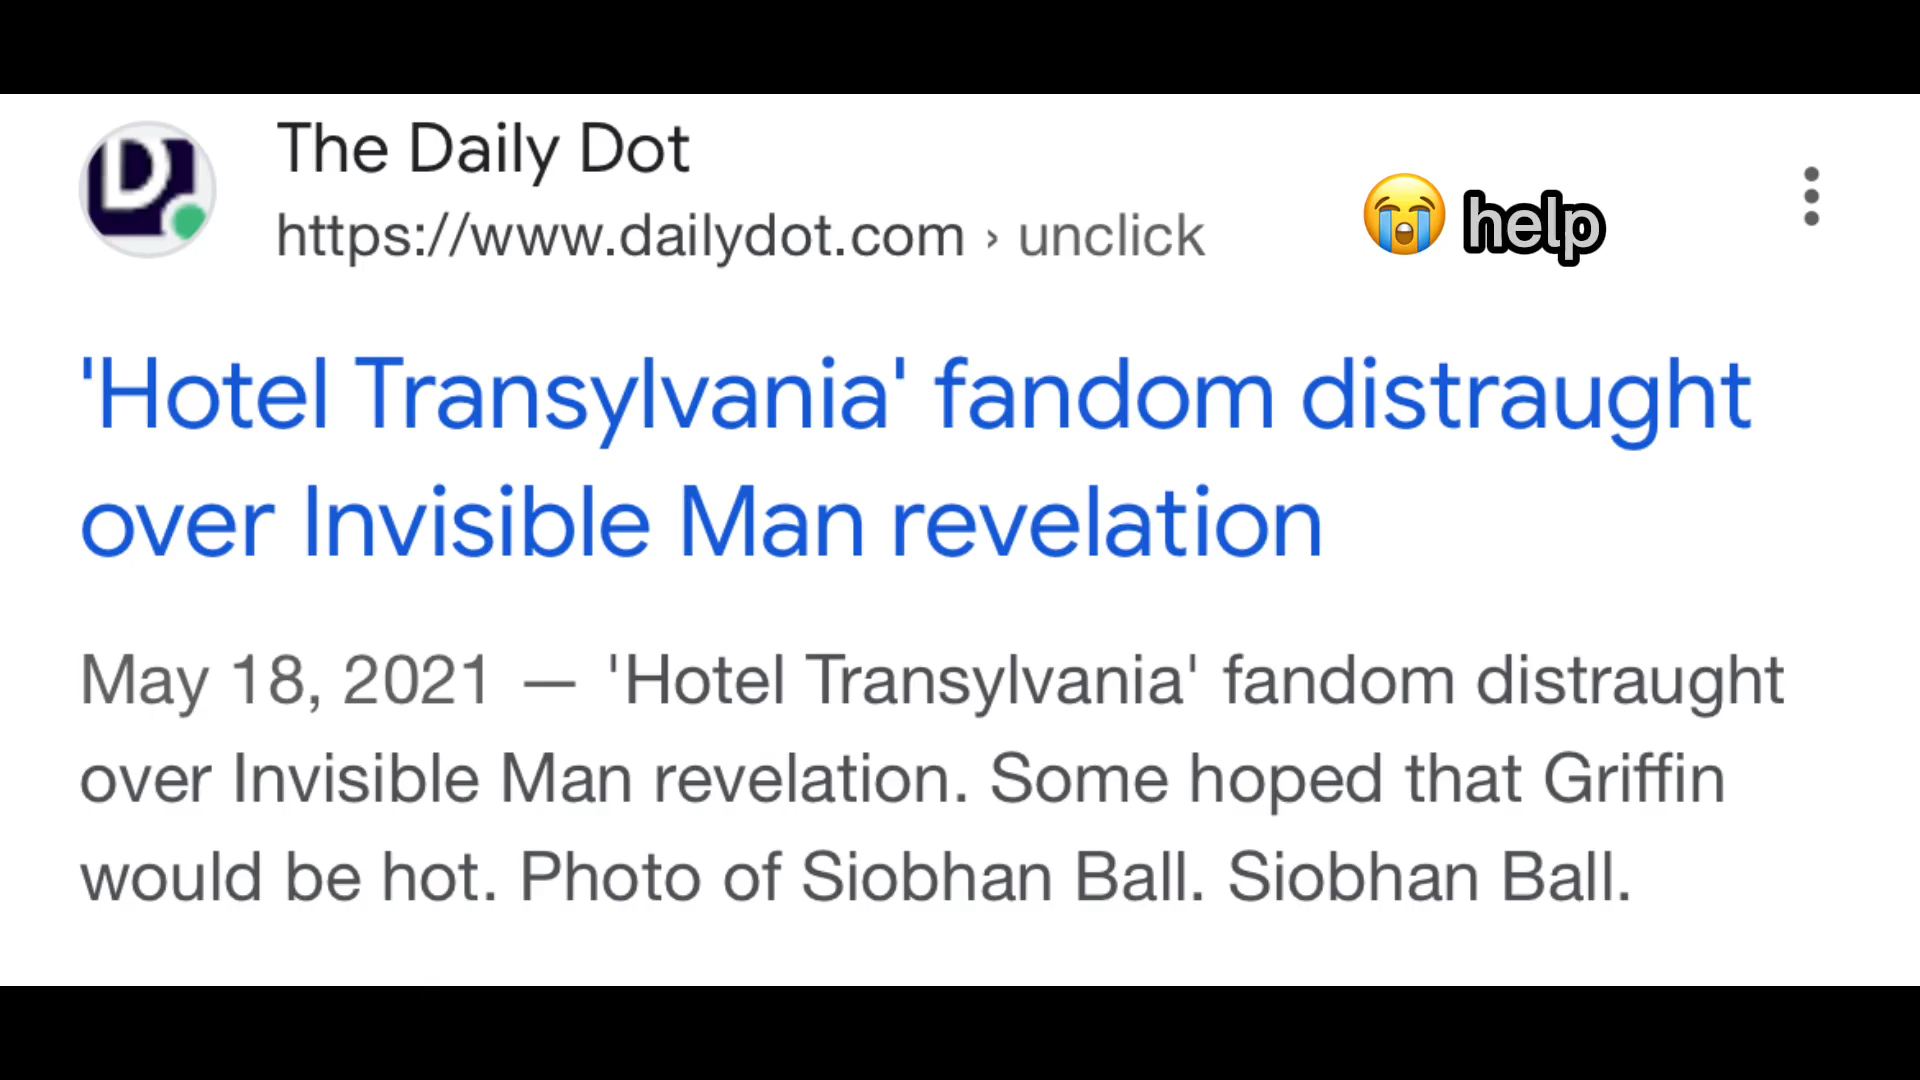 The Daily Dot
https://www.dailydot.com › unclick
😭 help
'Hotel Transylvania' fandom distraught
over Invisible Man revelation
May 18, 2021 — 'Hotel Transylvania' fandom distraught
over Invisible Man revelation. Some hoped that Griffin
would be hot. Photo of Siobhan Ball. Siobhan Ball.